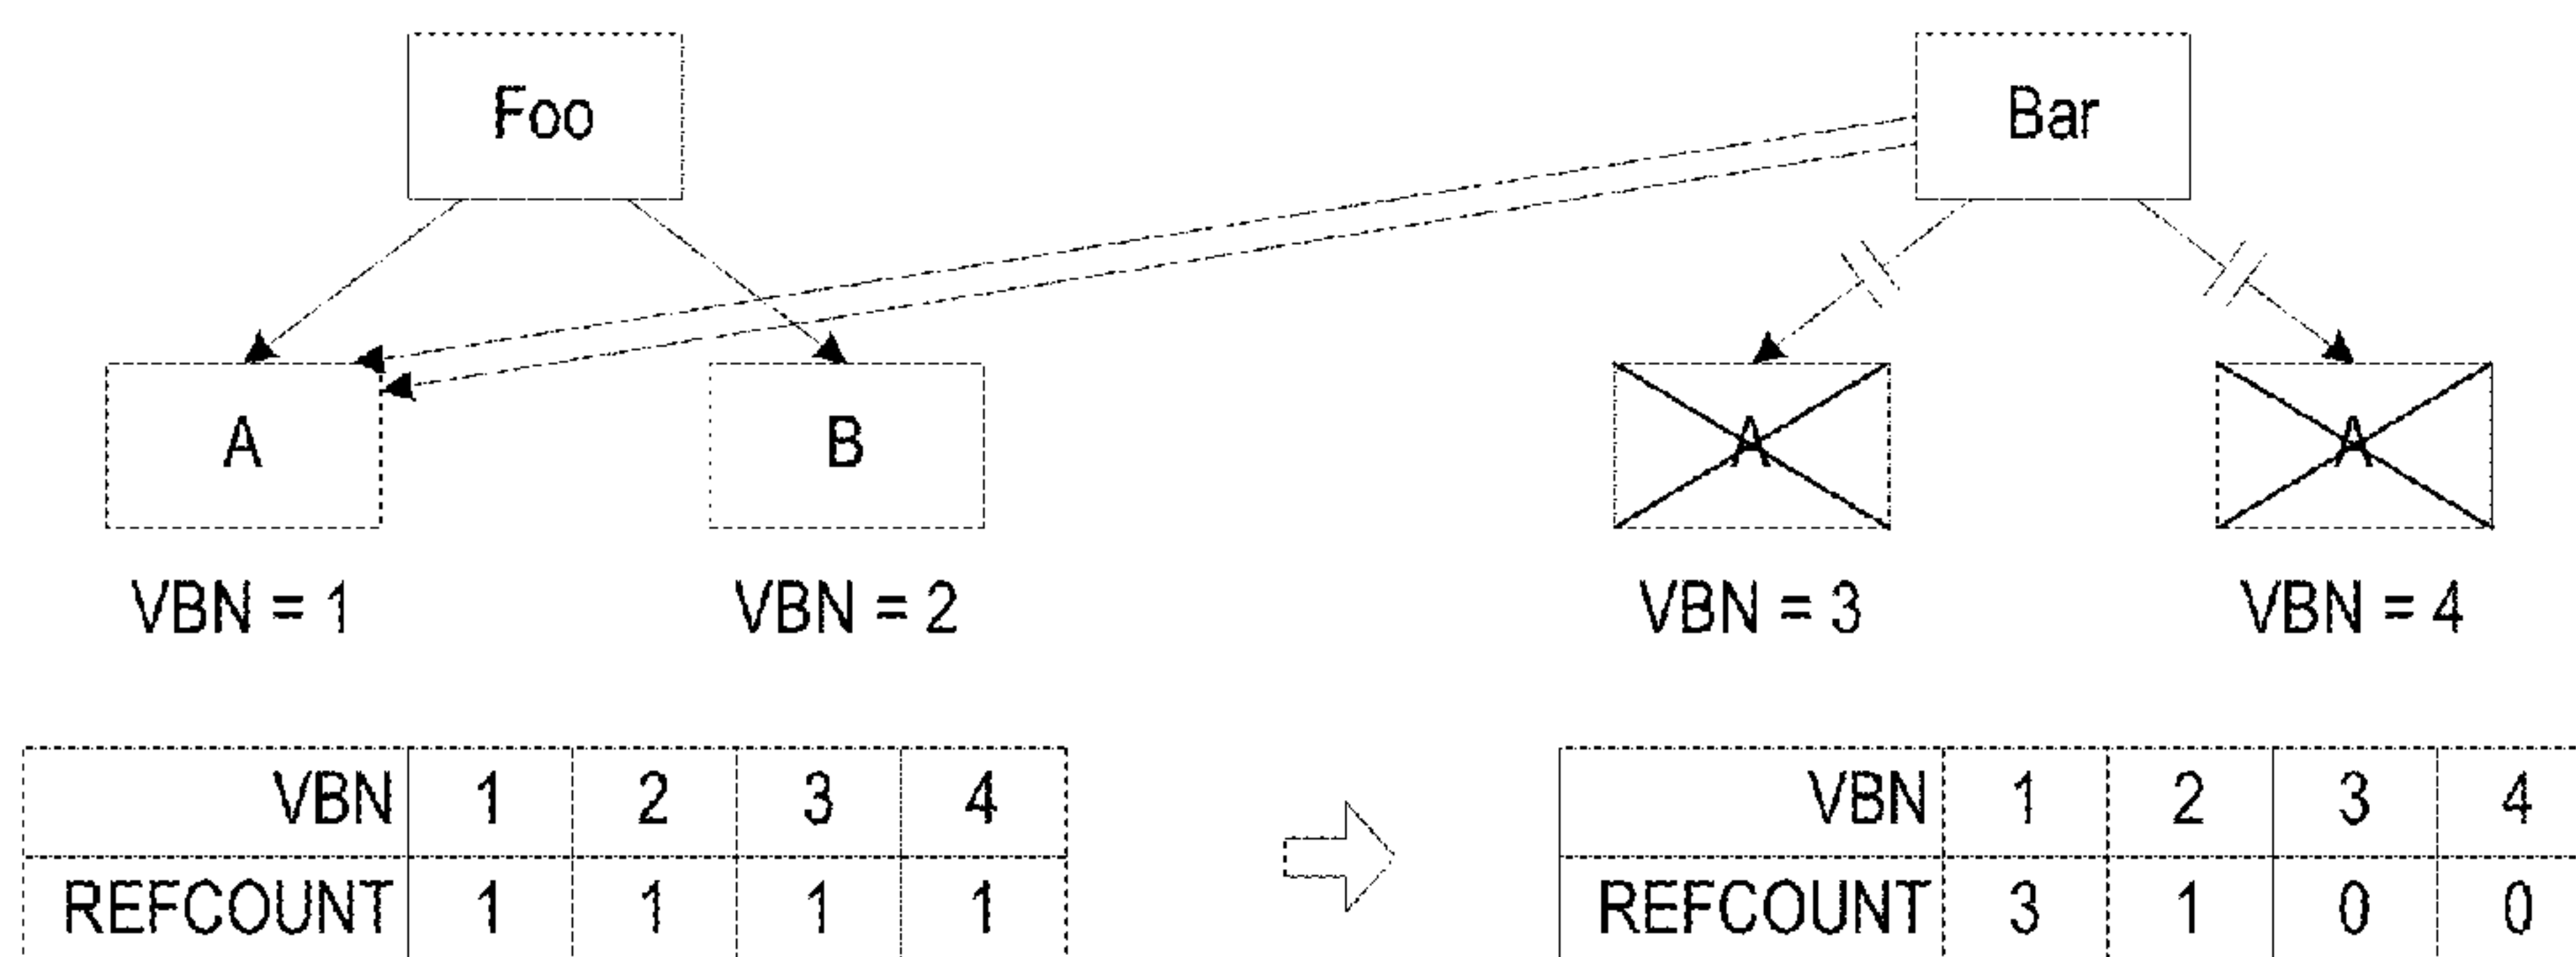 Foo Bar
A B A A
VBN = 1 VBN = 2 VBN = 3 VBN = 4
VBN 1 2 3 4 VBN 1 2 3 4
REFCOUNT 1 1 1 1 REFCOUNT 3 1 0 0